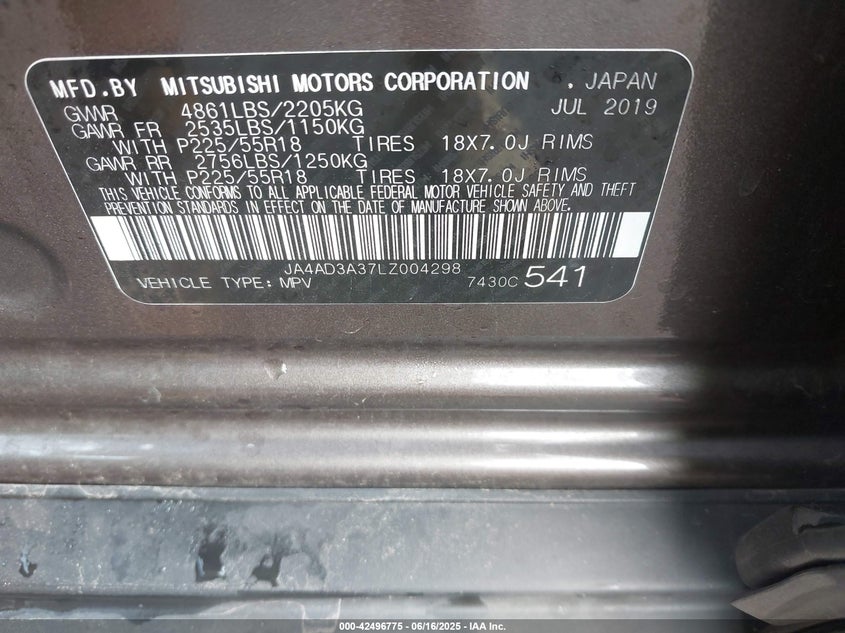 MFD.BY MITSUBISHI MOTORS CORPORATION . JAPAN
GVWR 4861LBS/2205KG JUL 2019
GAWR FR 2535LBS/1150KG
WITH P225/55R18 TIRES 18X7.0J RIMS
GAWR RR 2756LBS/1250KG
WITH P225/55R18 TIRES 18X7.0J RIMS
THIS VEHICLE CONFORMS TO ALL APPLICABLE FEDERAL MOTOR VEHICLE SAFETY AND THEFT
PREVENTION STANDARDS IN EFFECT ON THE DATE OF MANUFACTURE SHOWN ABOVE.
JA4AD3A37LZ004298
VEHICLE TYPE: MPV 7430C 541
000-42496775 - 06/16/2025 - IAA Inc.